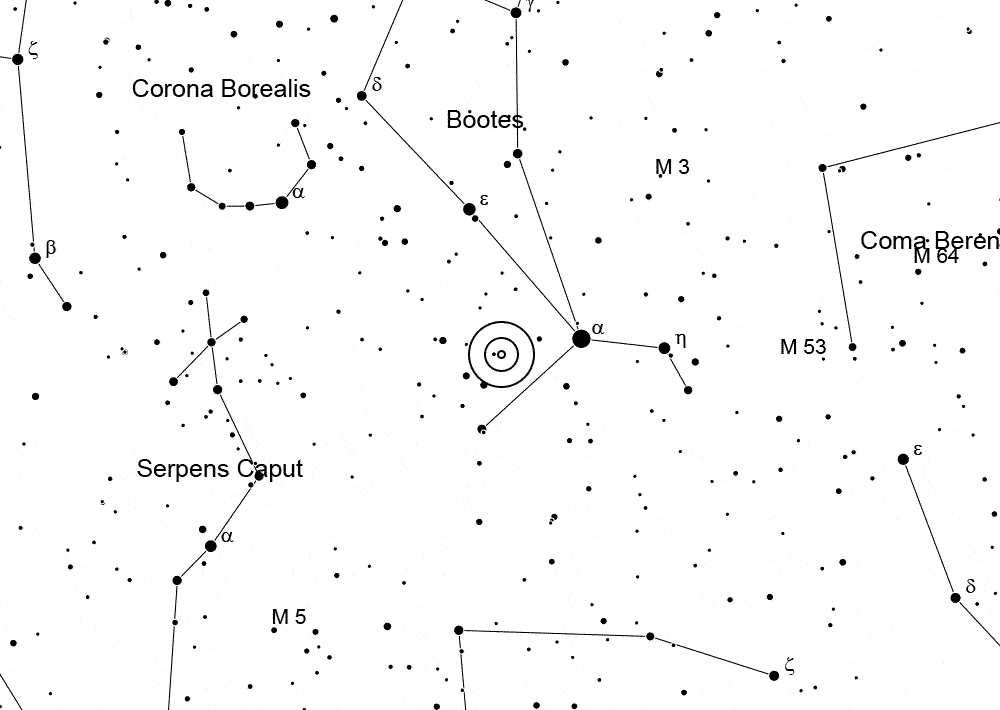 γ
ζ
δ
Corona Borealis
Bootes
M 3
α
ε
β
Coma Beren
M 64
α
η
M 53
ε
Serpens Caput
α
δ
M 5
ζ